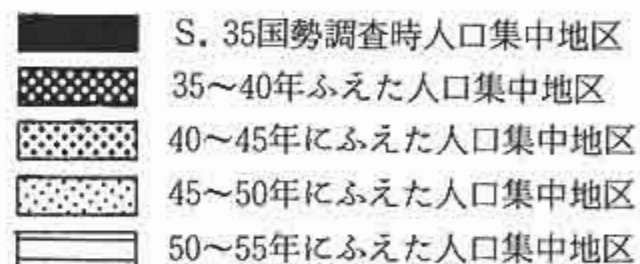 S. 35国勢調査時人口集中地区
35〜40年ふえた人口集中地区
40〜45年にふえた人口集中地区
45〜50年にふえた人口集中地区
50〜55年にふえた人口集中地区